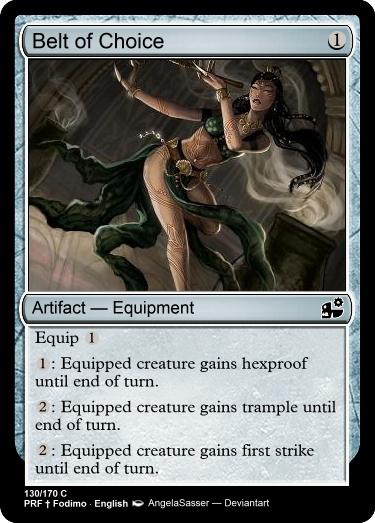 Belt of Choice 1
Artifact — Equipment
Equip 1
1 : Equipped creature gains hexproof
until end of turn.
2 : Equipped creature gains trample until
end of turn.
2 : Equipped creature gains first strike
until end of turn.
130/170 C
PRF † Fodimo · English AngelaSasser — Deviantart